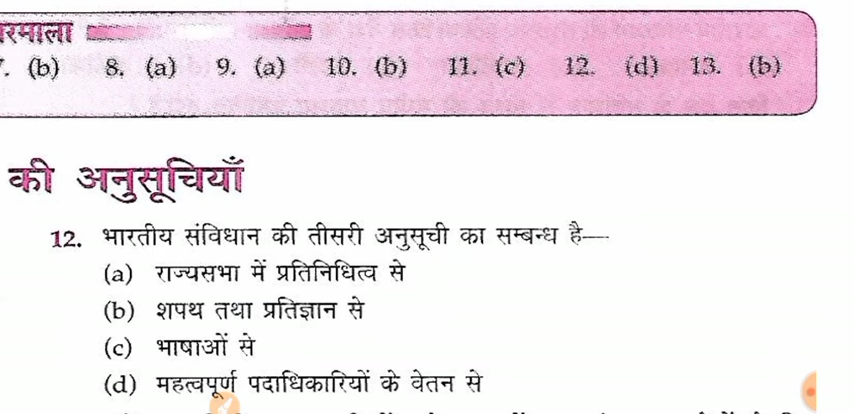 7. (b) 8. (a) 9. (a) 10. (b) 11. (c) 12. (d) 13. (b)
की अनुसूचियाँ
12. भारतीय संविधान की तीसरी अनुसूची का सम्बन्ध है—
(a) राज्यसभा में प्रतिनिधित्व से
(b) शपथ तथा प्रतिज्ञान से
(c) भाषाओं से
(d) महत्वपूर्ण पदाधिकारियों के वेतन से